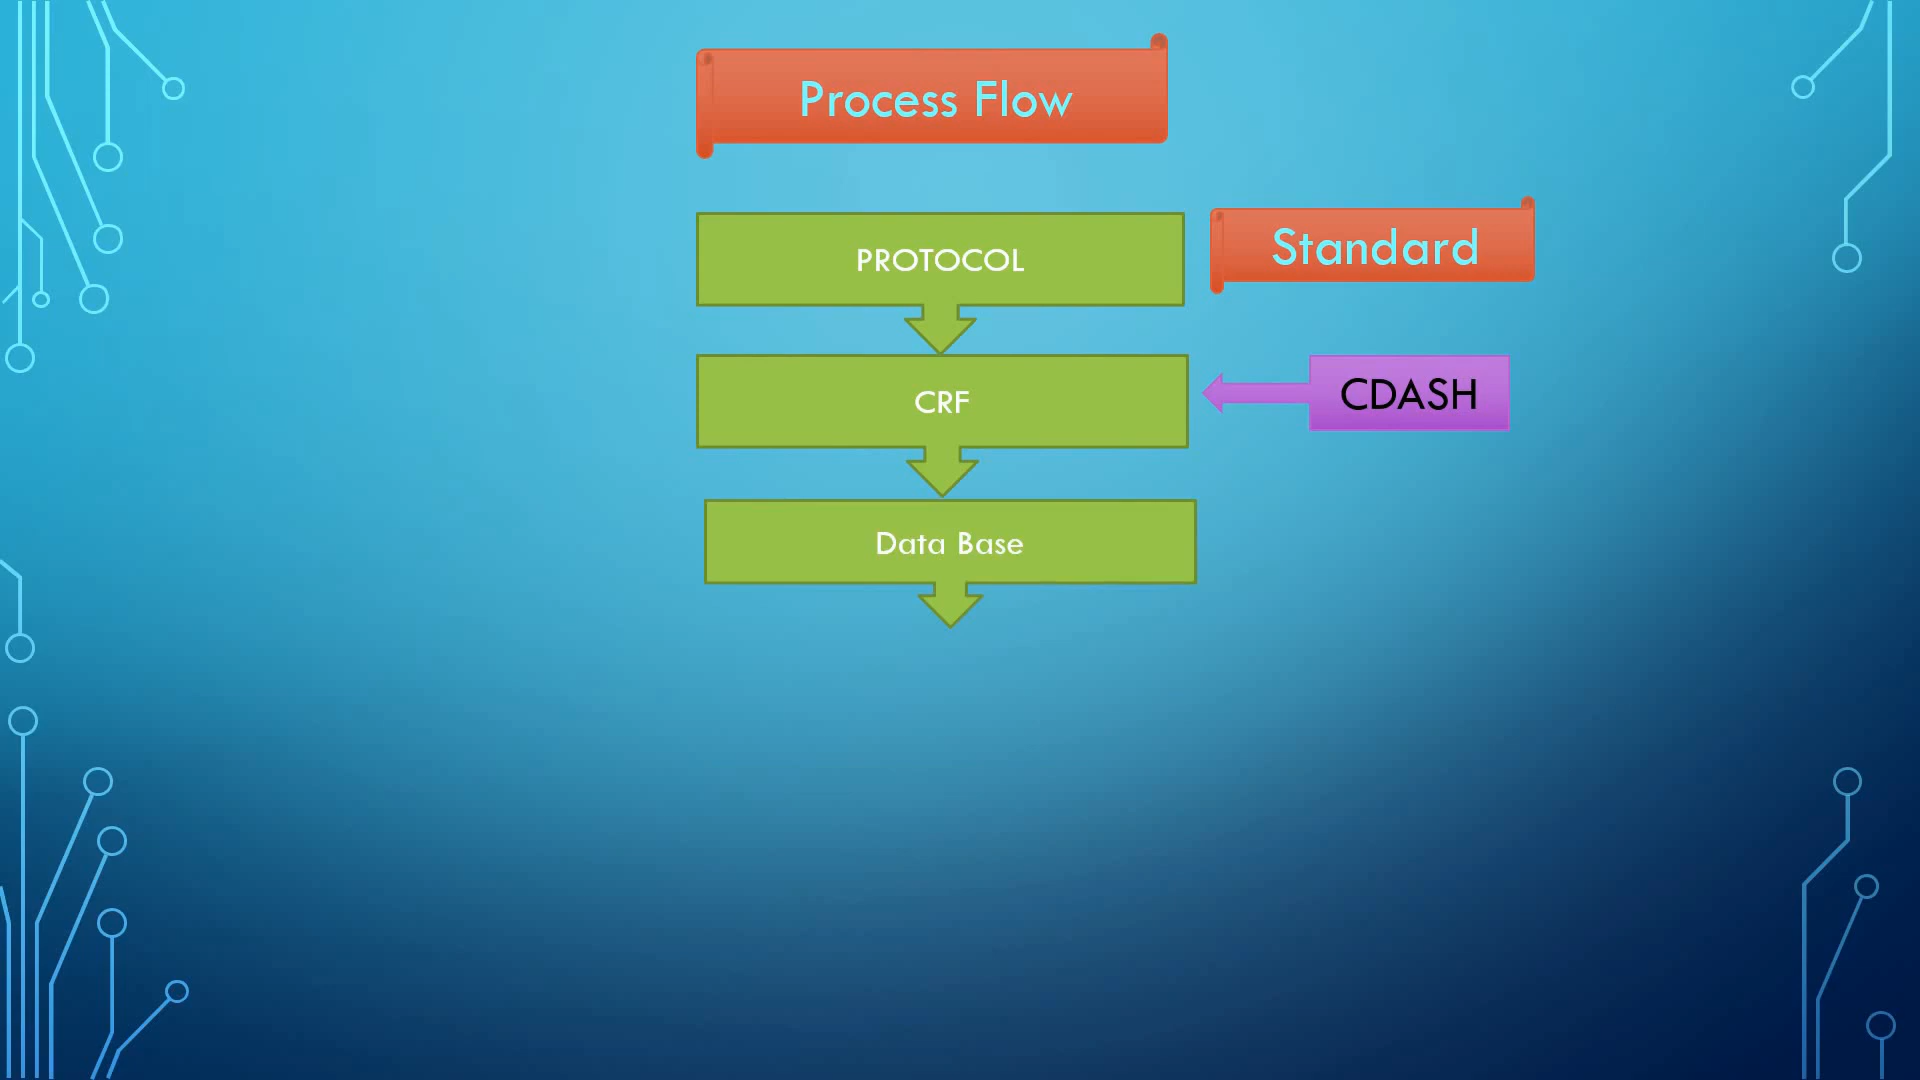 Process Flow
PROTOCOL
Standard
CRF
CDASH
Data Base